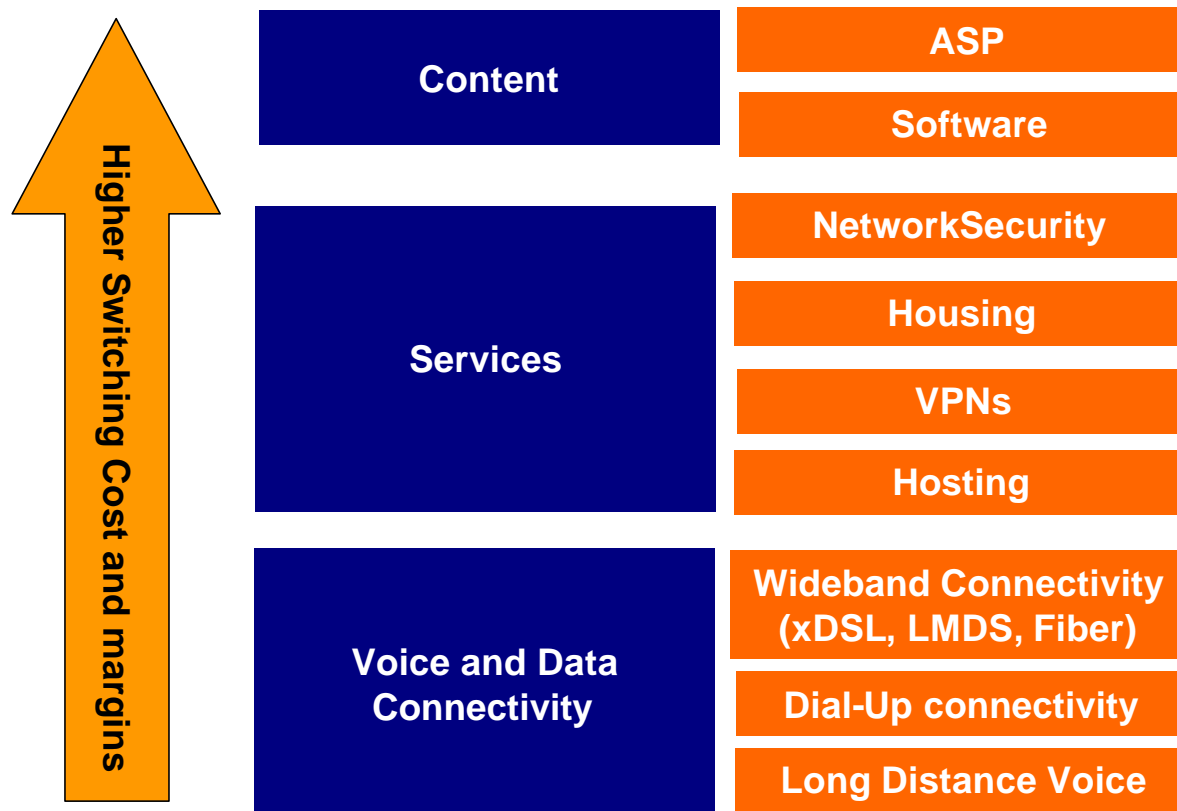 Higher Switching Cost and margins
Content
ASP
Software
Services
NetworkSecurity
Housing
VPNs
Hosting
Voice and Data
Connectivity
Wideband Connectivity
(xDSL, LMDS, Fiber)
Dial-Up connectivity
Long Distance Voice